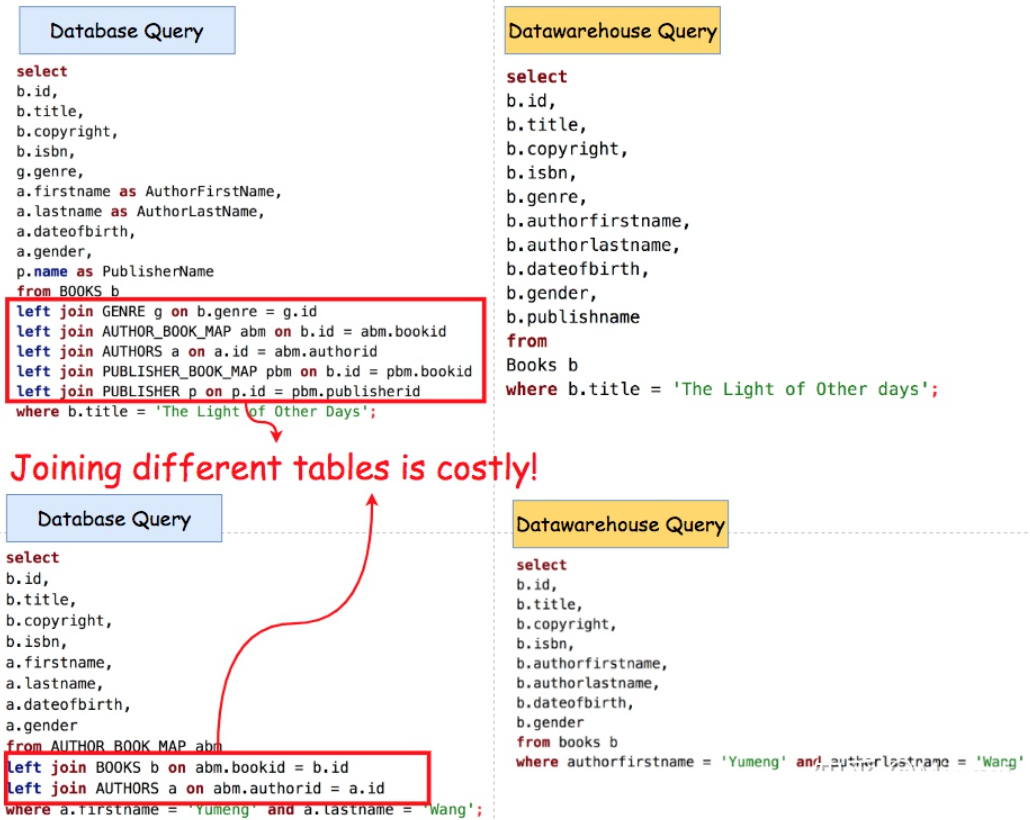 Database Query
select
b.id,
b.title,
b.copyright,
b.isbn,
g.genre,
a.firstname as AuthorFirstName,
a.lastname as AuthorLastName,
a.dateofbirth,
a.gender,
p.name as PublisherName
from BOOKS b
left join GENRE g on b.genre = g.id
left join AUTHOR_BOOK_MAP abm on b.id = abm.bookid
left join AUTHORS a on a.id = abm.authorid
left join PUBLISHER_BOOK_MAP pbm on b.id = pbm.bookid
left join PUBLISHER p on p.id = pbm.publisherid
where b.title = 'The Light of Other Days';
Datawarehouse Query
select
b.id,
b.title,
b.copyright,
b.isbn,
b.genre,
b.authorfirstname,
b.authorlastname,
b.dateofbirth,
b.gender,
b.publishname
from
Books b
where b.title = 'The Light of Other days';
Joining different tables is costly!
Database Query
select
b.id,
b.title,
b.copyright,
b.isbn,
a.firstname,
a.lastname,
a.dateofbirth,
a.gender
from AUTHOR_BOOK_MAP abm
left join BOOKS b on abm.bookid = b.id
left join AUTHORS a on abm.authorid = a.id
where a.firstname = 'Yumeng' and a.lastname = 'Wang';
Datawarehouse Query
select
b.id,
b.title,
b.copyright,
b.isbn,
b.authorfirstname,
b.authorlastname,
b.dateofbirth,
b.gender
from books b
where authorfirstname = 'Yumeng' and authorlastname = 'Wang'